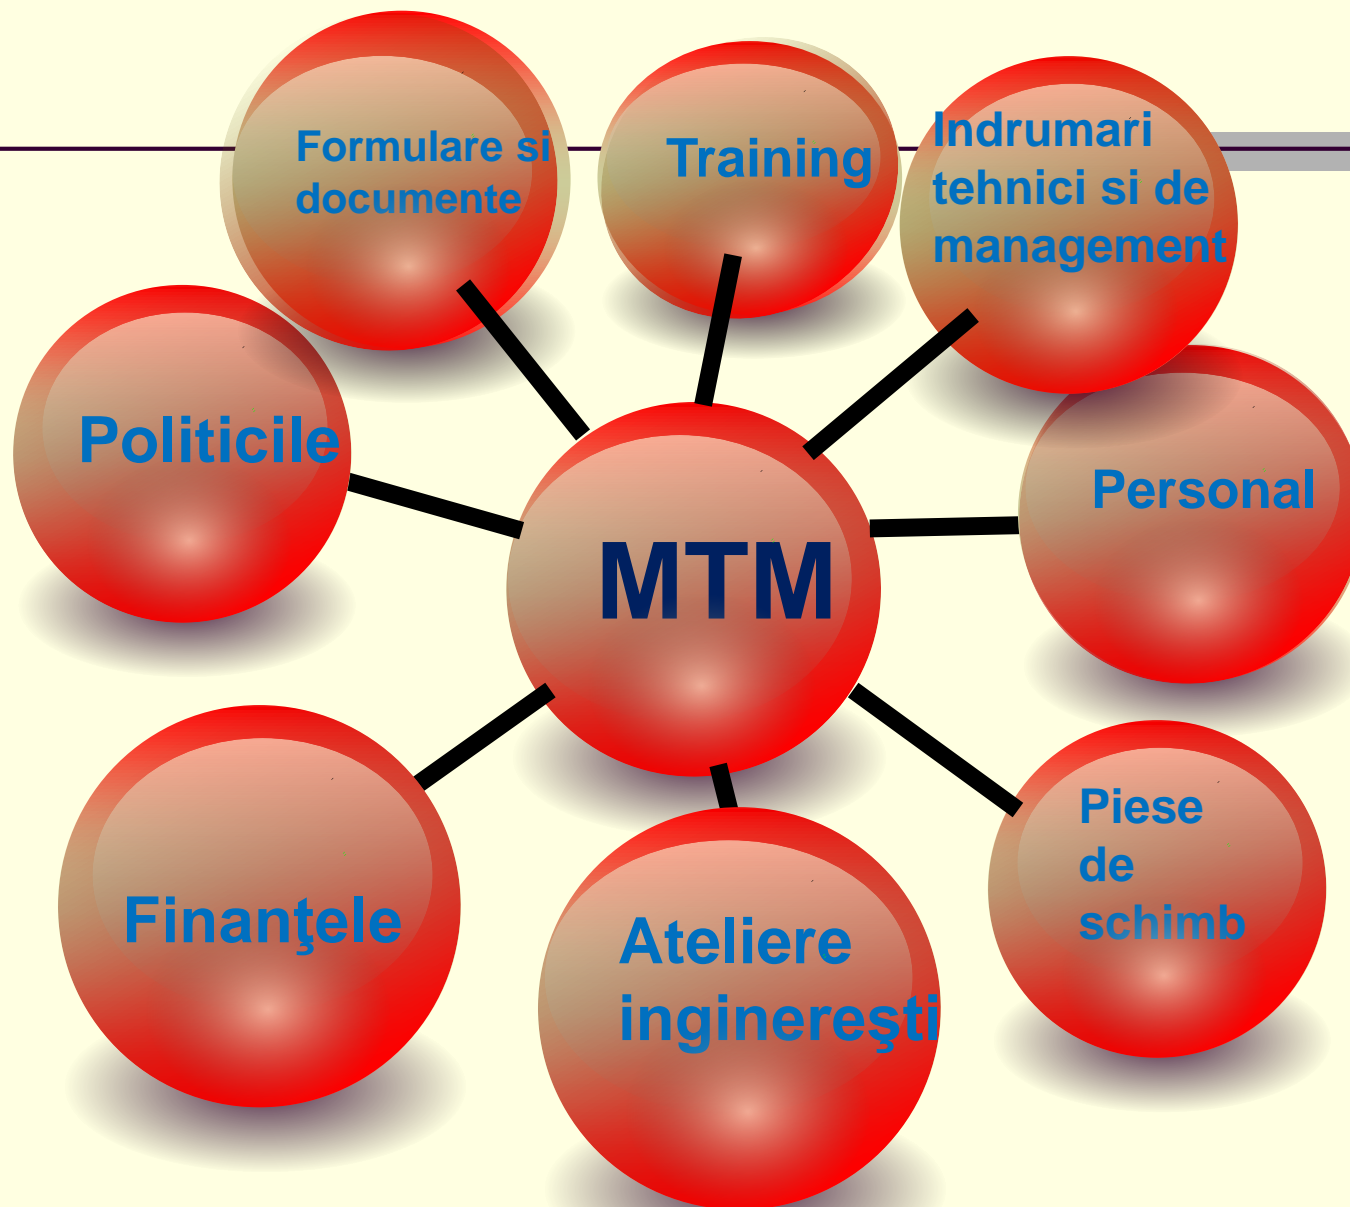 Formulare si
documente
Training
Indrumari
tehnici si de
management
Politicile
Personal
MTM
Piese
de
schimb
Finanţele
Ateliere
inginereşti